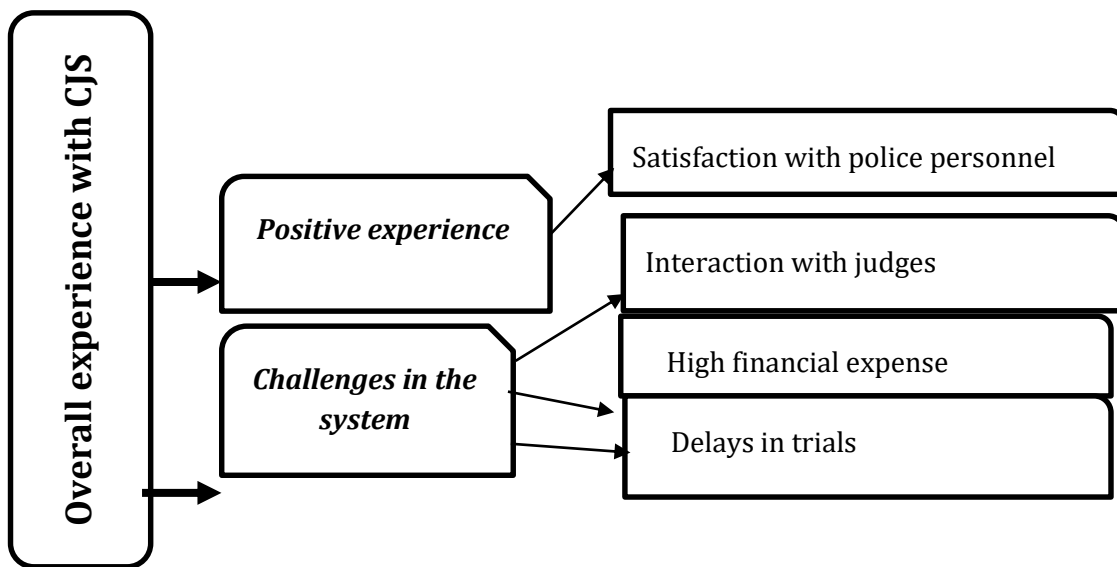 Overall experience with CJS
Positive experience
Satisfaction with police personnel
Challenges in the
system
Interaction with judges
High financial expense
Delays in trials